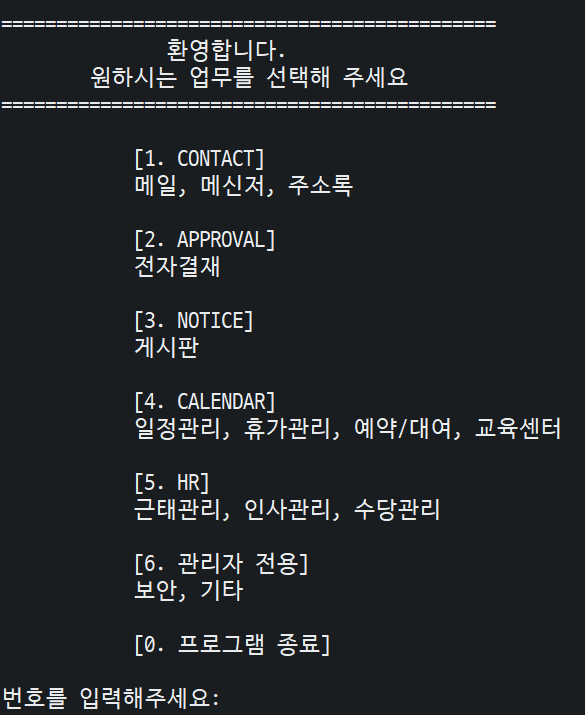 =============================================
환영합니다.
원하시는 업무를 선택해 주세요
=============================================
[1. CONTACT]
메일, 메신저, 주소록
[2. APPROVAL]
전자결재
[3. NOTICE]
게시판
[4. CALENDAR]
일정관리, 휴가관리, 예약/대여, 교육센터
[5. HR]
근태관리, 인사관리, 수당관리
[6. 관리자 전용]
보안, 기타
[0. 프로그램 종료]
번호를 입력해주세요: